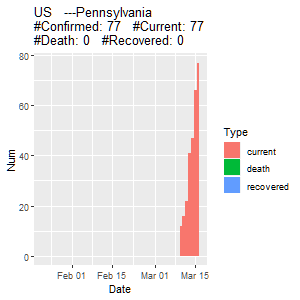 US ---Pennsylvania
#Confirmed: 77 #Current: 77
#Death: 0 #Recovered: 0
80
60
40
20
0
Num
Feb 01 Feb 15 Mar 01 Mar 15
Date
Type
current
death
recovered